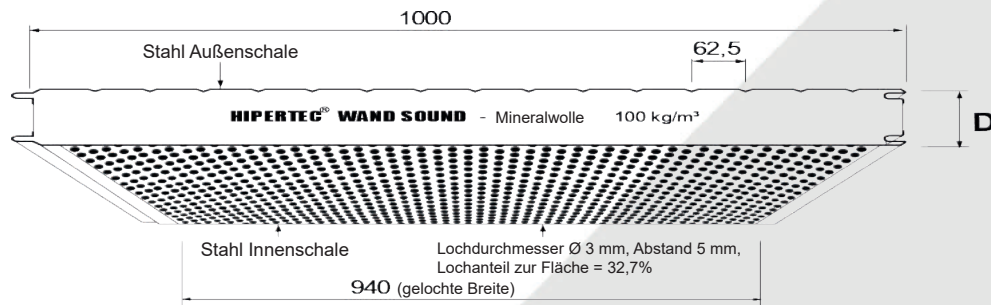 1000
Stahl Außenschale
62,5
HIPERTEC® WAND SOUND - Mineralwolle 100 kg/m³
D
Stahl Innenschale
Lochdurchmesser Ø 3 mm, Abstand 5 mm,
Lochanteil zur Fläche = 32,7%
940 (gelochte Breite)